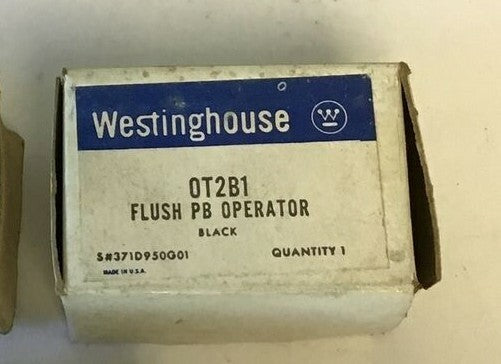 Westinghouse W
OT2B1
FLUSH PB OPERATOR
BLACK
S#371D950G01 QUANTITY 1
MADE IN U.S.A.